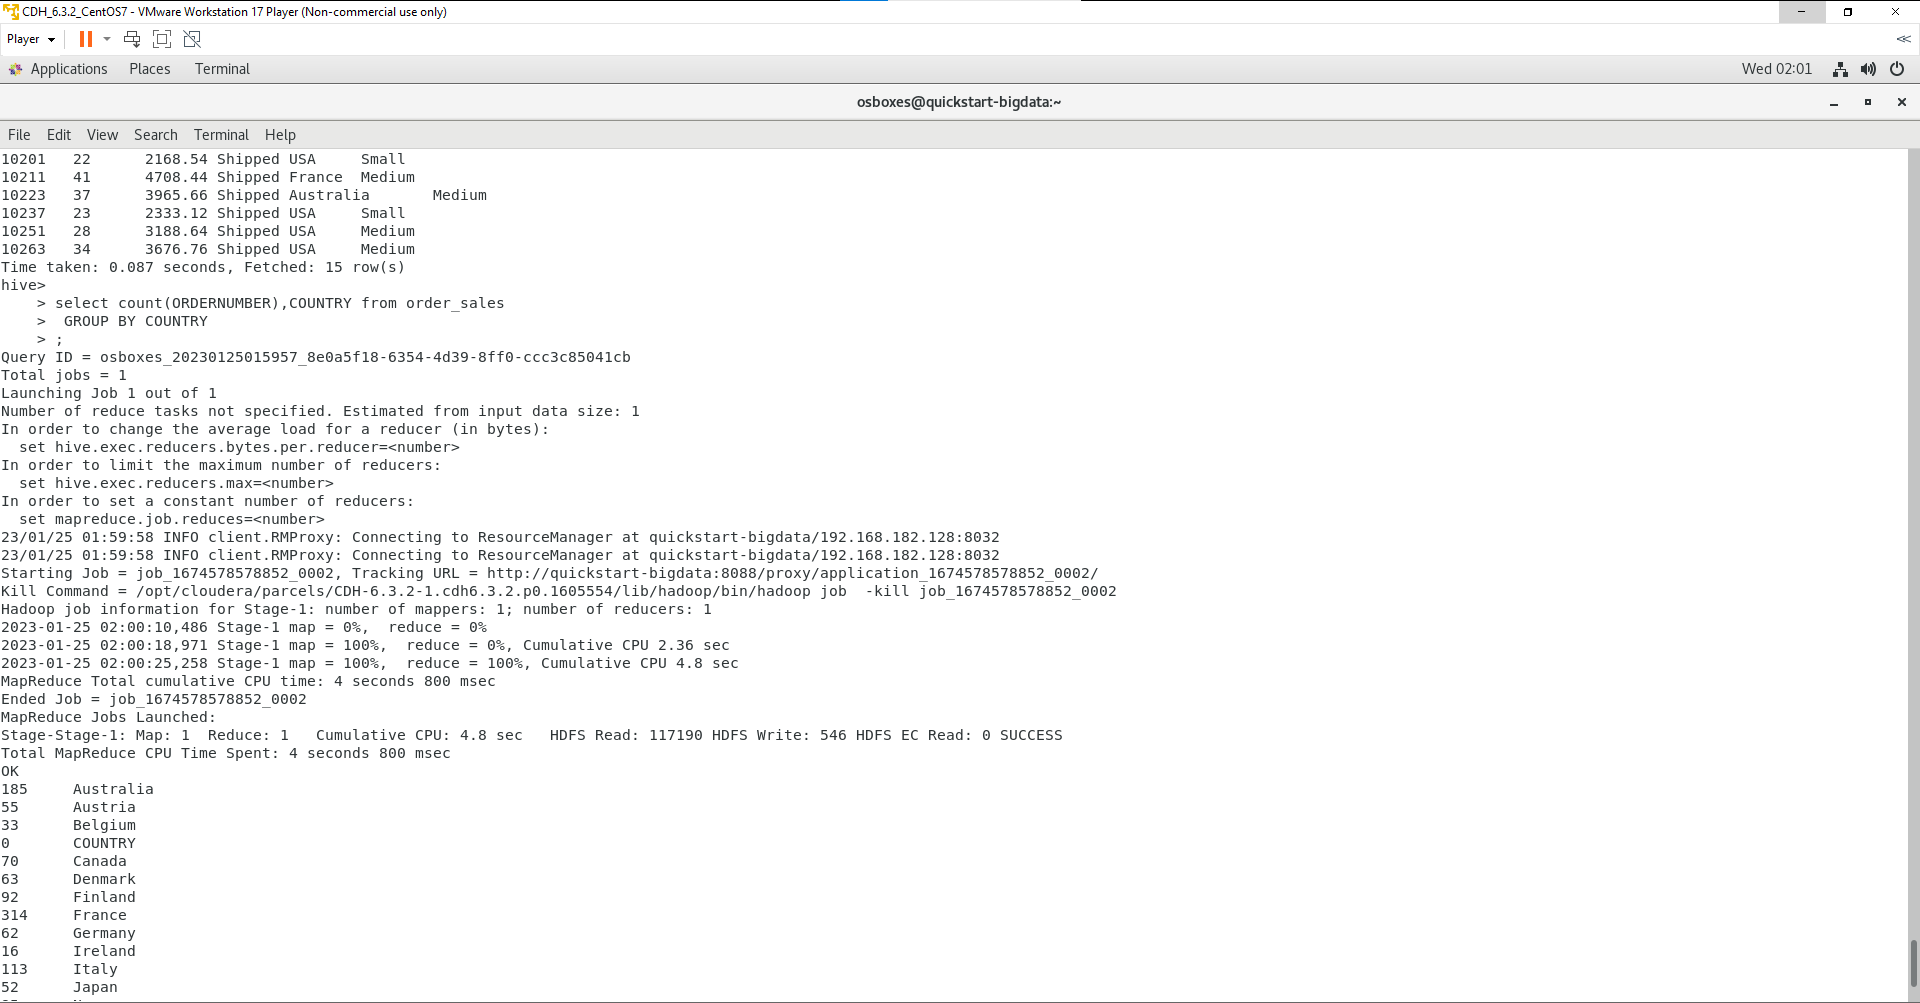 CDH_6.3.2_CentOS7 - VMware Workstation 17 Player (Non-commercial use only)
Player
Applications Places Terminal Wed 02:01
osboxes@quickstart-bigdata:~
File Edit View Search Terminal Help
10201   22      2168.54 Shipped USA     Small
10211   41      4708.44 Shipped France  Medium
10223   37      3965.66 Shipped Australia       Medium
10237   23      2333.12 Shipped USA     Small
10251   28      3188.64 Shipped USA     Medium
10263   34      3676.76 Shipped USA     Medium
Time taken: 0.087 seconds, Fetched: 15 row(s)
hive>
    > select count(ORDERNUMBER),COUNTRY from order_sales
    >  GROUP BY COUNTRY
    > ;
Query ID = osboxes_20230125015957_8e0a5f18-6354-4d39-8ff0-ccc3c85041cb
Total jobs = 1
Launching Job 1 out of 1
Number of reduce tasks not specified. Estimated from input data size: 1
In order to change the average load for a reducer (in bytes):
  set hive.exec.reducers.bytes.per.reducer=<number>
In order to limit the maximum number of reducers:
  set hive.exec.reducers.max=<number>
In order to set a constant number of reducers:
  set mapreduce.job.reduces=<number>
23/01/25 01:59:58 INFO client.RMProxy: Connecting to ResourceManager at quickstart-bigdata/192.168.182.128:8032
23/01/25 01:59:58 INFO client.RMProxy: Connecting to ResourceManager at quickstart-bigdata/192.168.182.128:8032
Starting Job = job_1674578578852_0002, Tracking URL = http://quickstart-bigdata:8088/proxy/application_1674578578852_0002/
Kill Command = /opt/cloudera/parcels/CDH-6.3.2-1.cdh6.3.2.p0.1605554/lib/hadoop/bin/hadoop job  -kill job_1674578578852_0002
Hadoop job information for Stage-1: number of mappers: 1; number of reducers: 1
2023-01-25 02:00:10,486 Stage-1 map = 0%,  reduce = 0%
2023-01-25 02:00:18,971 Stage-1 map = 100%,  reduce = 0%, Cumulative CPU 2.36 sec
2023-01-25 02:00:25,258 Stage-1 map = 100%,  reduce = 100%, Cumulative CPU 4.8 sec
MapReduce Total cumulative CPU time: 4 seconds 800 msec
Ended Job = job_1674578578852_0002
MapReduce Jobs Launched:
Stage-Stage-1: Map: 1  Reduce: 1   Cumulative CPU: 4.8 sec   HDFS Read: 117190 HDFS Write: 546 HDFS EC Read: 0 SUCCESS
Total MapReduce CPU Time Spent: 4 seconds 800 msec
OK
185     Australia
55      Austria
33      Belgium
0       COUNTRY
70      Canada
63      Denmark
92      Finland
314     France
62      Germany
16      Ireland
113     Italy
52      Japan